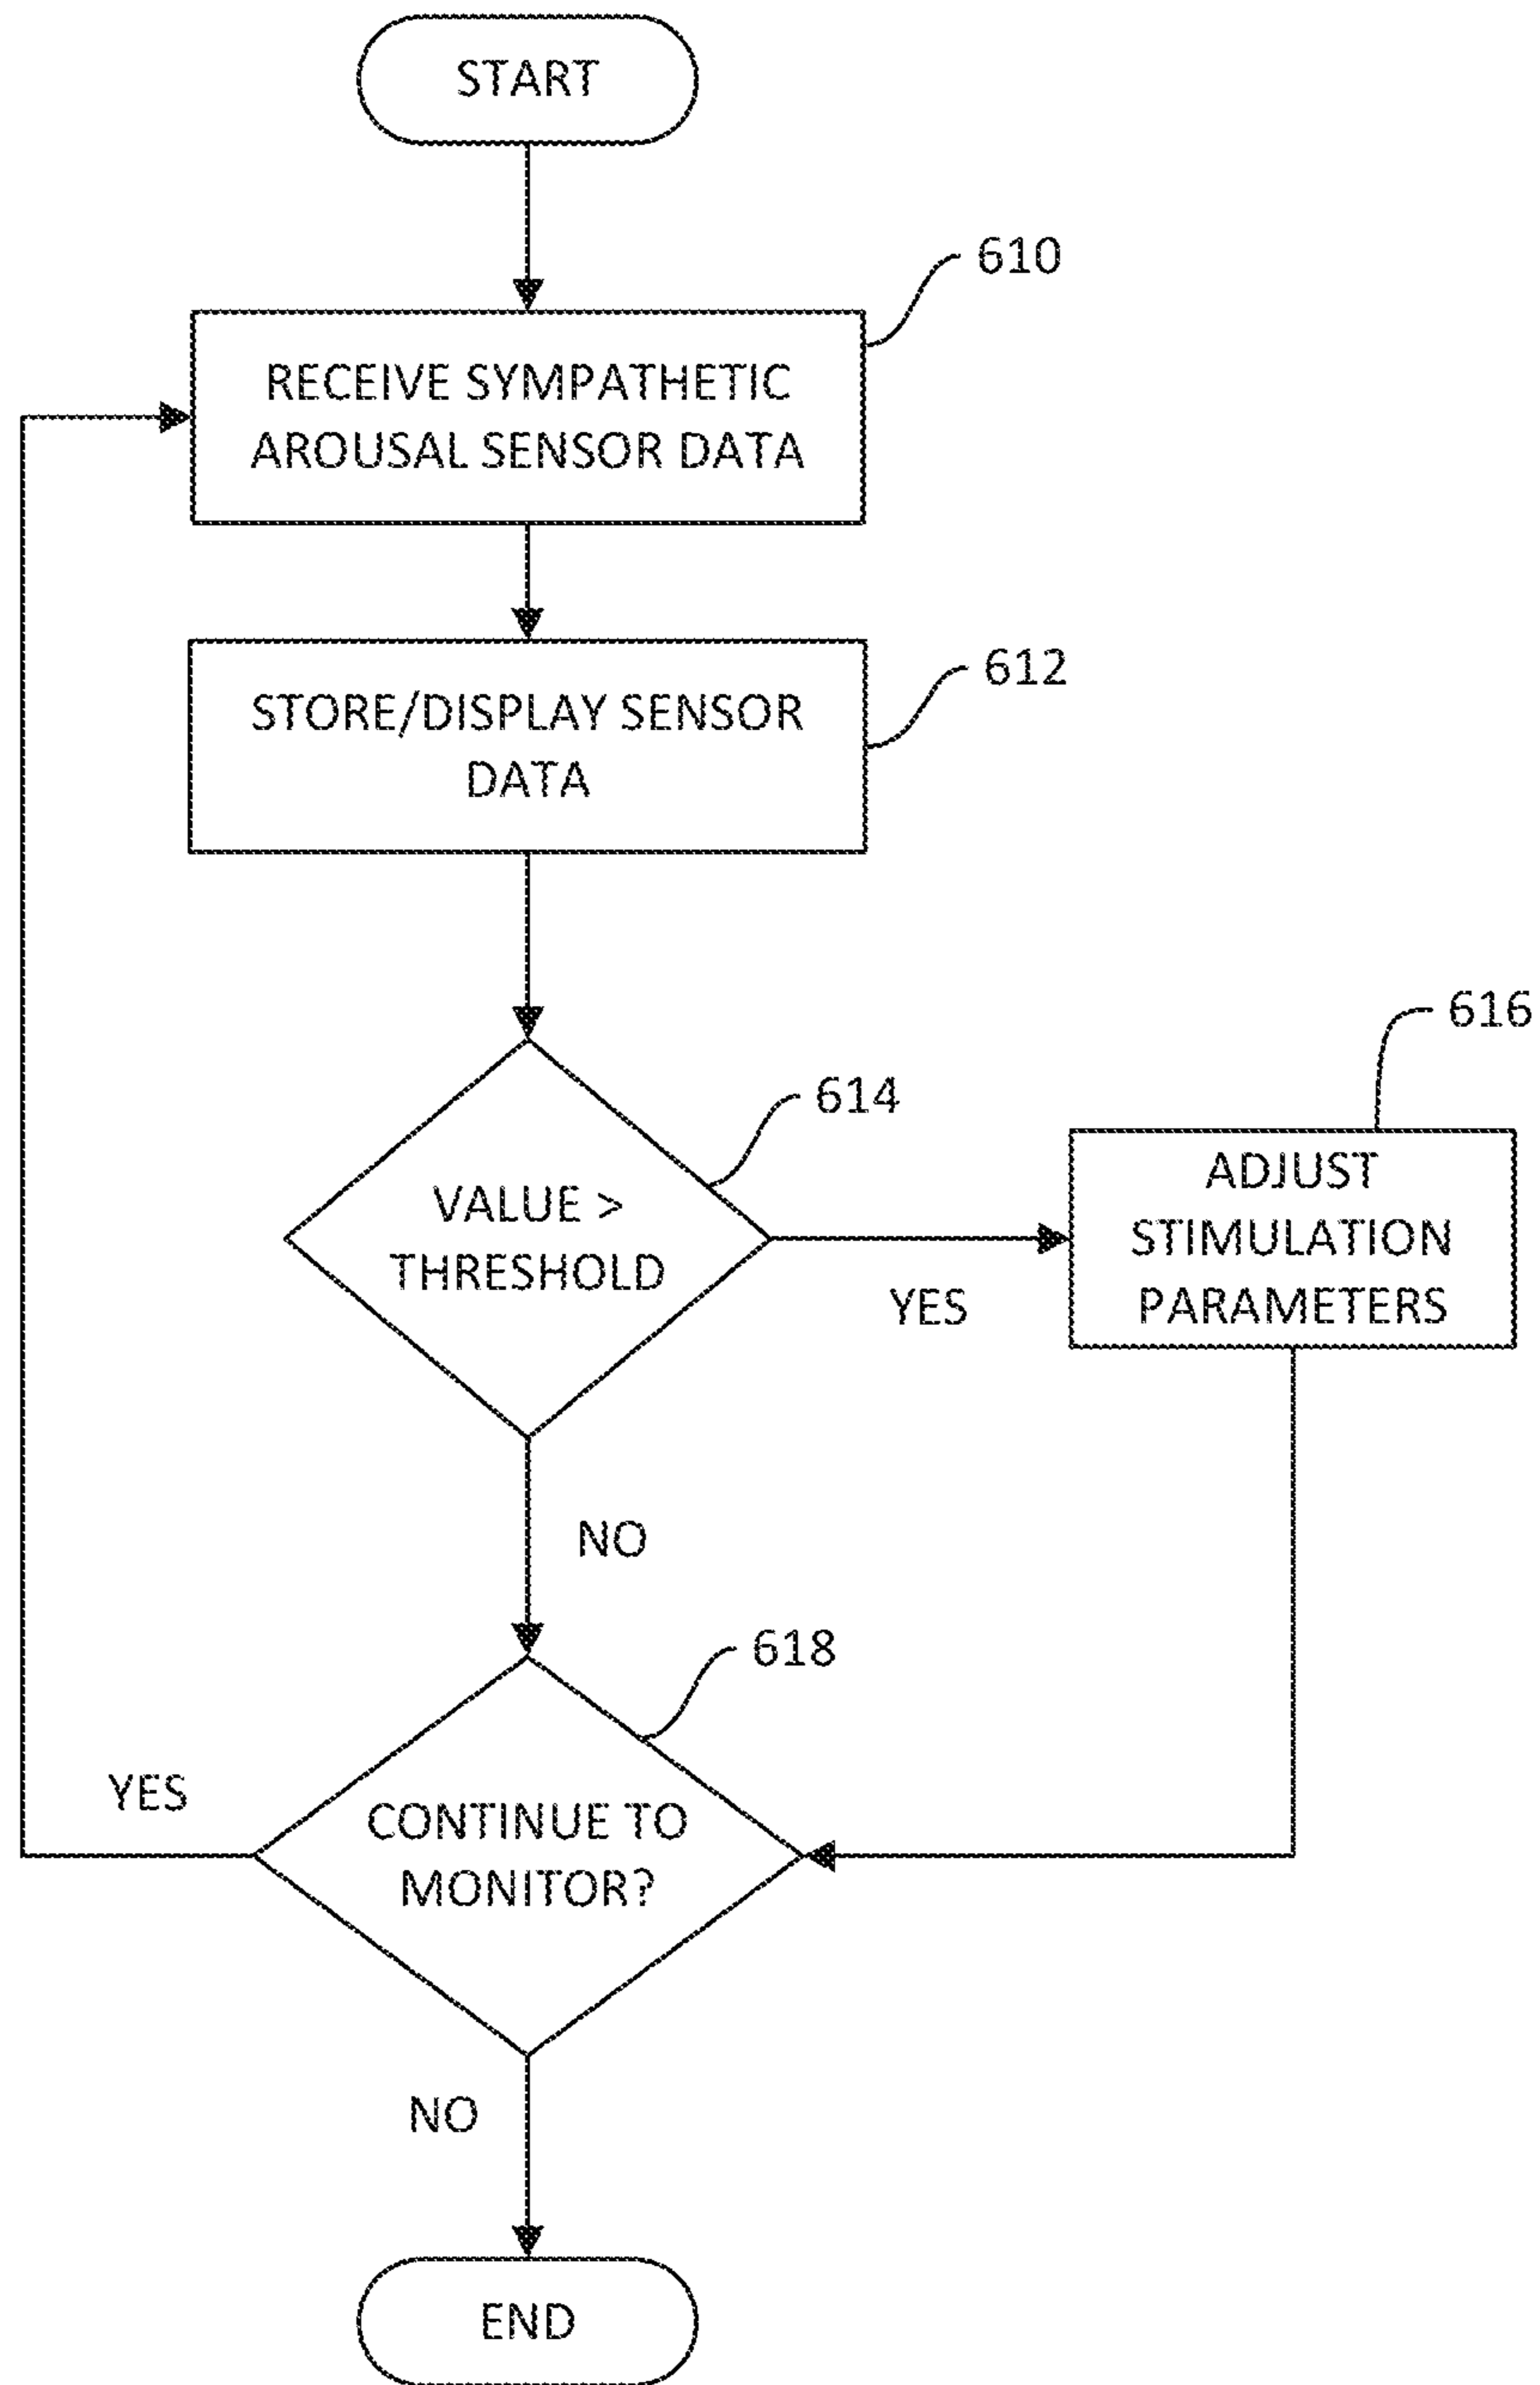 START
610
RECEIVE SYMPATHETIC
AROUSAL SENSOR DATA
612
STORE/DISPLAY SENSOR
DATA
616
614
VALUE >
THRESHOLD
YES
ADJUST
STIMULATION
PARAMETERS
NO
618
YES
CONTINUE TO
MONITOR?
NO
END